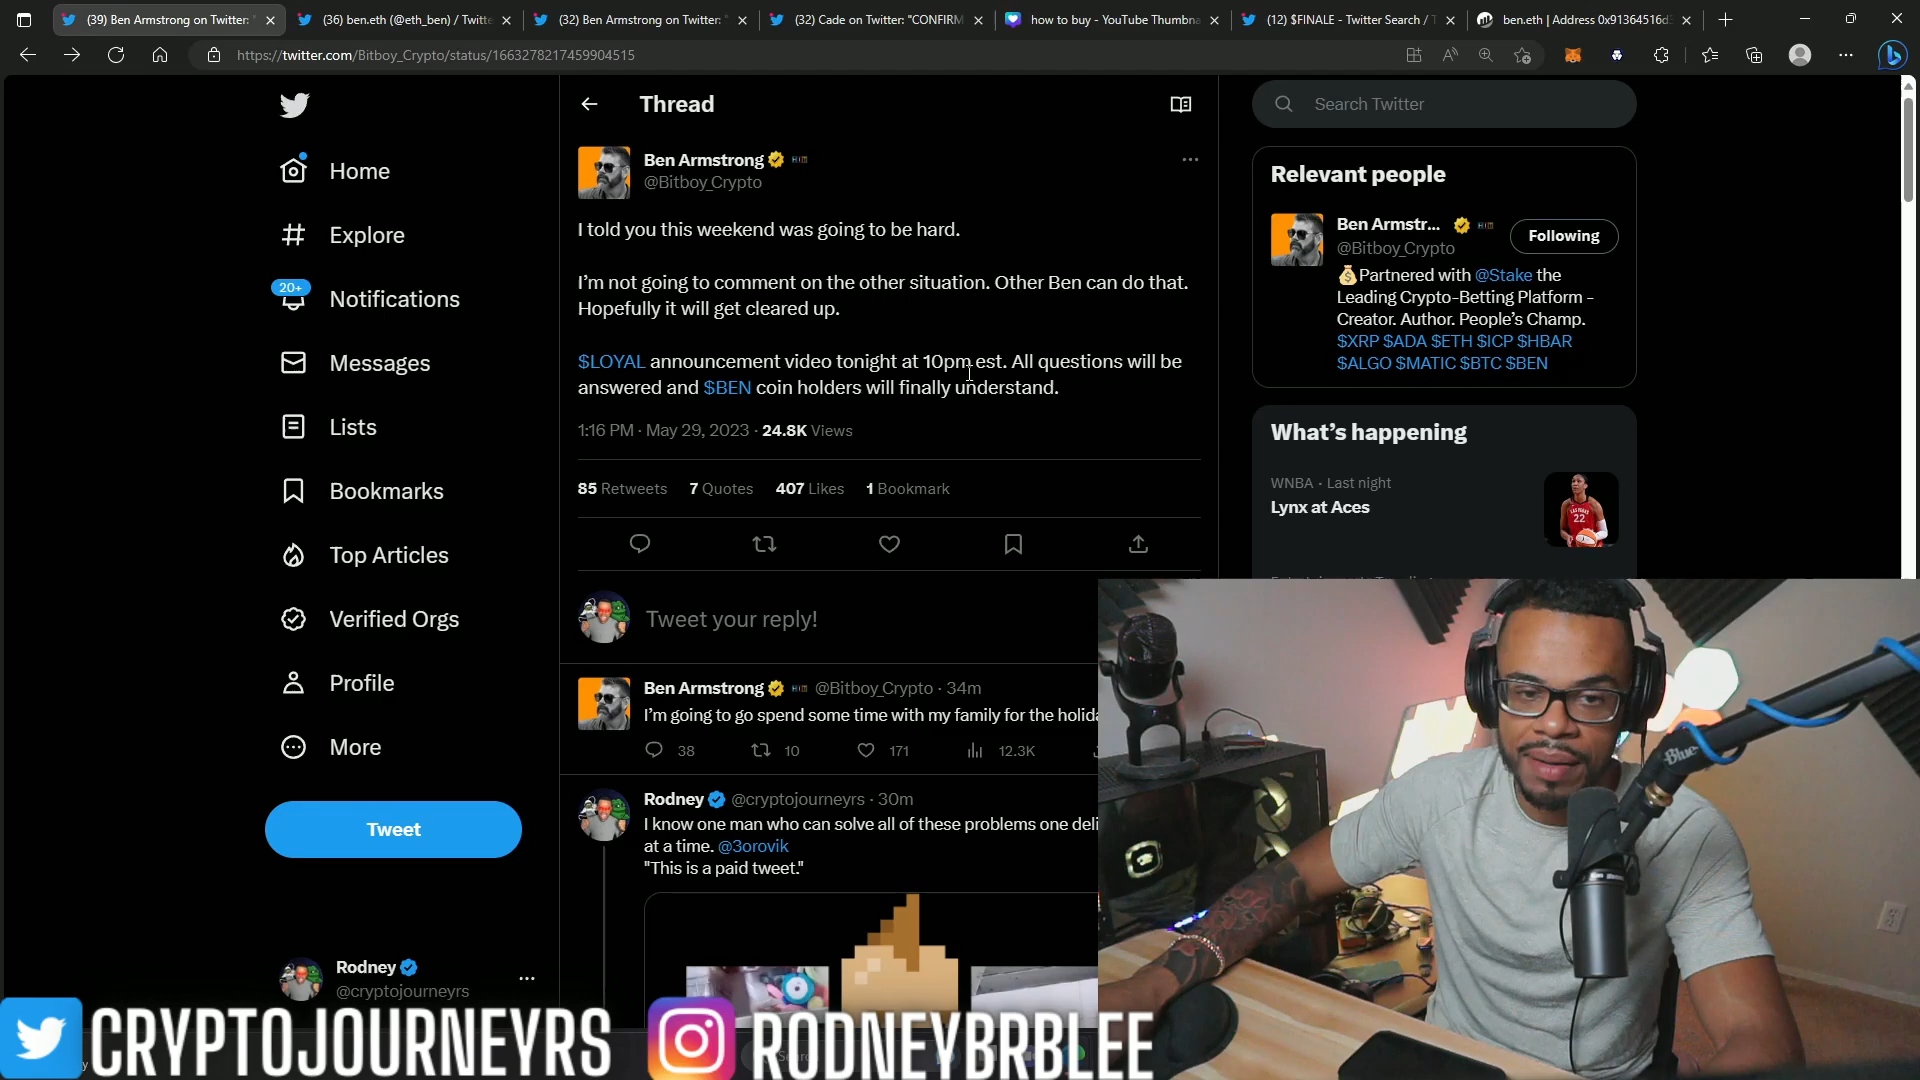 (39) Ben Armstrong on Twitter: "
(36) ben.eth (@eth_ben) / Twitte
(32) Ben Armstrong on Twitter: "
(32) Cade on Twitter: "CONFIRM
how to buy - YouTube Thumbna
(12) $FINALE - Twitter Search / T
ben.eth | Address 0x91364516d
https://twitter.com/Bitboy_Crypto/status/1663278217459904515
Home
Explore
20+
Notifications
Messages
Lists
Bookmarks
Top Articles
Verified Orgs
Profile
More
Tweet
Rodney
@cryptojourneyrs
Thread
Ben Armstrong
@Bitboy_Crypto
I told you this weekend was going to be hard.
I'm not going to comment on the other situation. Other Ben can do that.
Hopefully it will get cleared up.
$LOYAL announcement video tonight at 10pm est. All questions will be
answered and $BEN coin holders will finally understand.
1:16 PM · May 29, 2023 · 24.8K Views
85 Retweets 7 Quotes 407 Likes 1 Bookmark
Tweet your reply!
Ben Armstrong @Bitboy_Crypto · 34m
I'm going to go spend some time with my family for the holida
38 10 171 12.3K
Rodney @cryptojourneyrs · 30m
I know one man who can solve all of these problems one deli
at a time. @3orovik
"This is a paid tweet."
Search Twitter
Relevant people
Ben Armstr...
@Bitboy_Crypto
Following
Partnered with @Stake the
Leading Crypto-Betting Platform -
Creator. Author. People's Champ.
$XRP $ADA $ETH $ICP $HBAR
$ALGO $MATIC $BTC $BEN
What's happening
WNBA · Last night
Lynx at Aces
22
Blue
CRYPTOJOURNEYRS
RODNEYBRBLEE